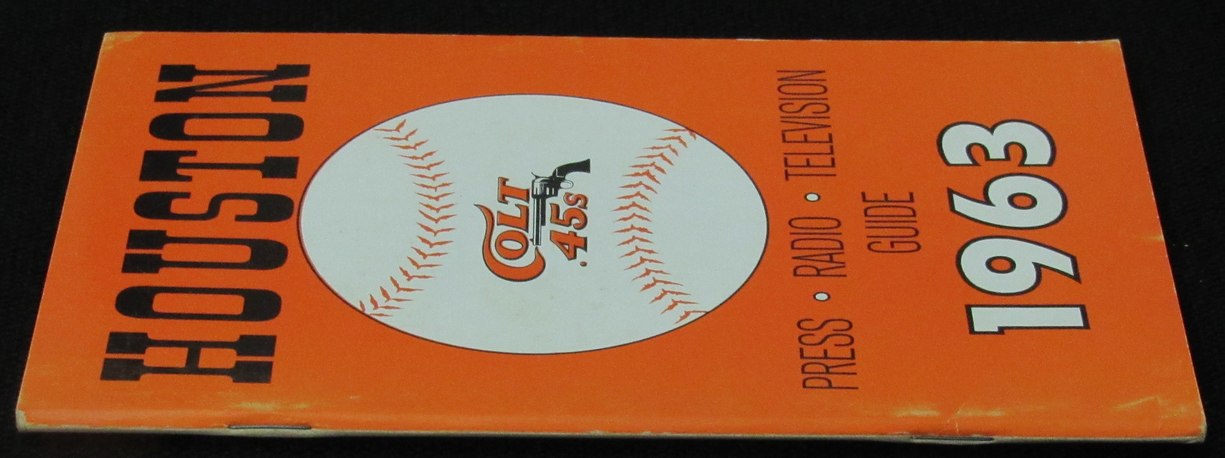 HOUSTON
COLT
.45s
PRESS • RADIO • TELEVISION
GUIDE
1963